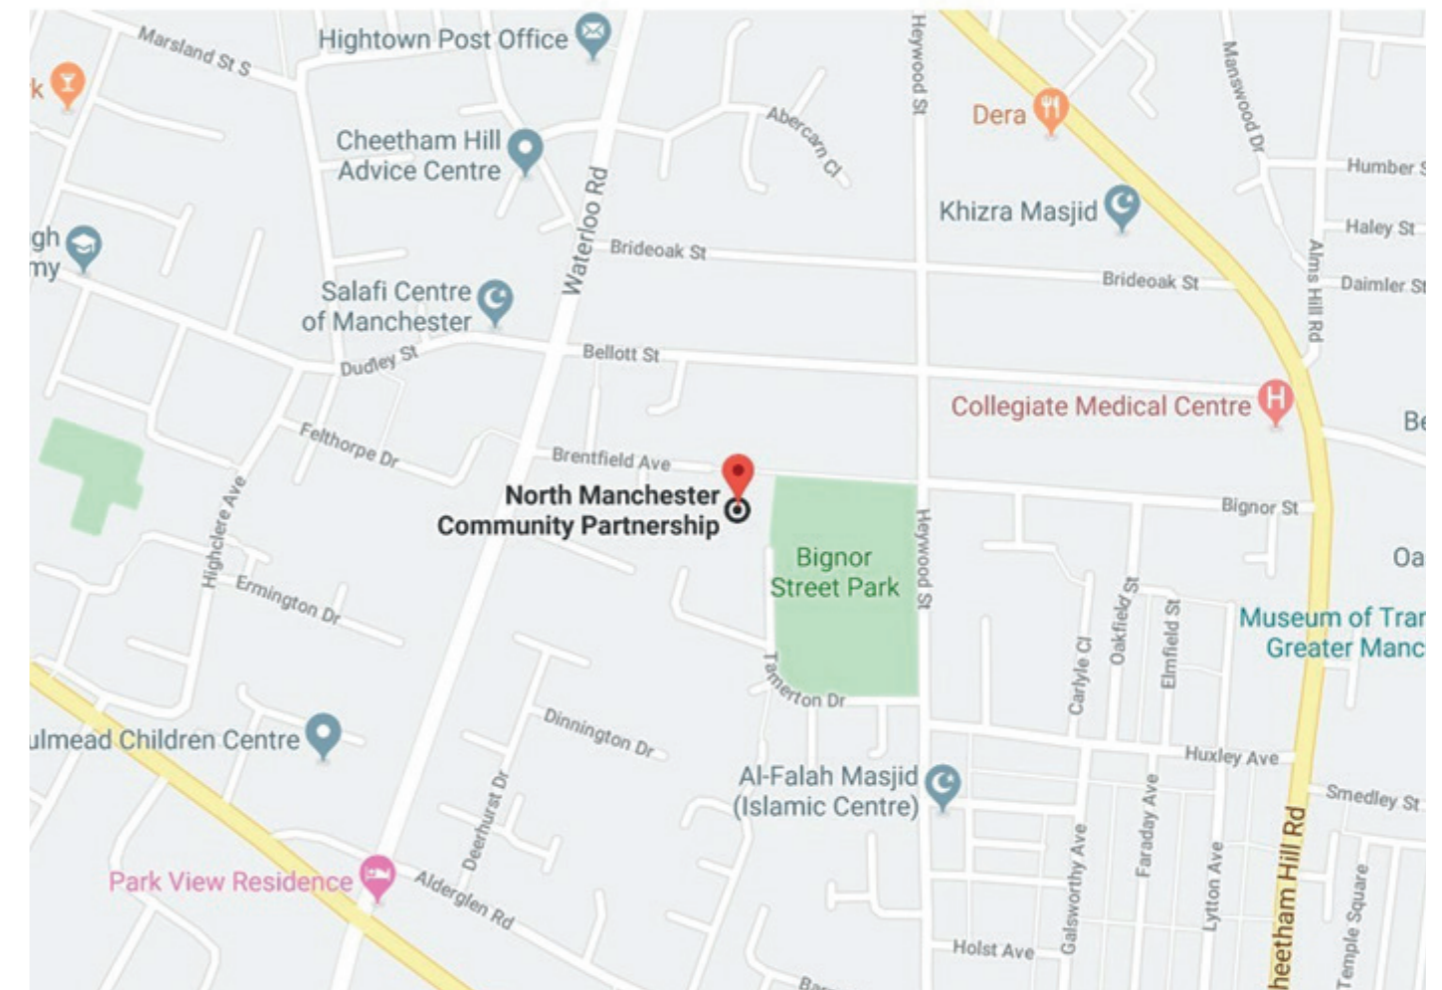 Marsland St S
Hightown Post Office
Heywood St
k
Dera
Manswood Dr
Abercarn Cl
Cheetham Hill
Advice Centre
Humber S
Waterloo Rd
Khizra Masjid
Haley St
gh
my
Brideoak St
Brideoak St
Alms Hill Rd
Daimler St
Salafi Centre
of Manchester
Dudley St
Bellott St
Collegiate Medical Centre
Be
Felthorpe Dr
Brentfield Ave
North Manchester
Community Partnership
Bignor St
Highclere Ave
Heywood St
Bignor
Street Park
Oa
Ermington Dr
Oakfield St
Elmfield St
Carlyle Cl
Museum of Tran
Greater Manc
Tamerton Dr
Dinnington Dr
ulmead Children Centre
Huxley Ave
Al-Falah Masjid
(Islamic Centre)
Deerhurst Dr
Faraday Ave
Smedley St
Park View Residence
Alderglen Rd
Galsworthy Ave
Lytton Ave
heetham Hill Rd
Temple Square
Holst Ave